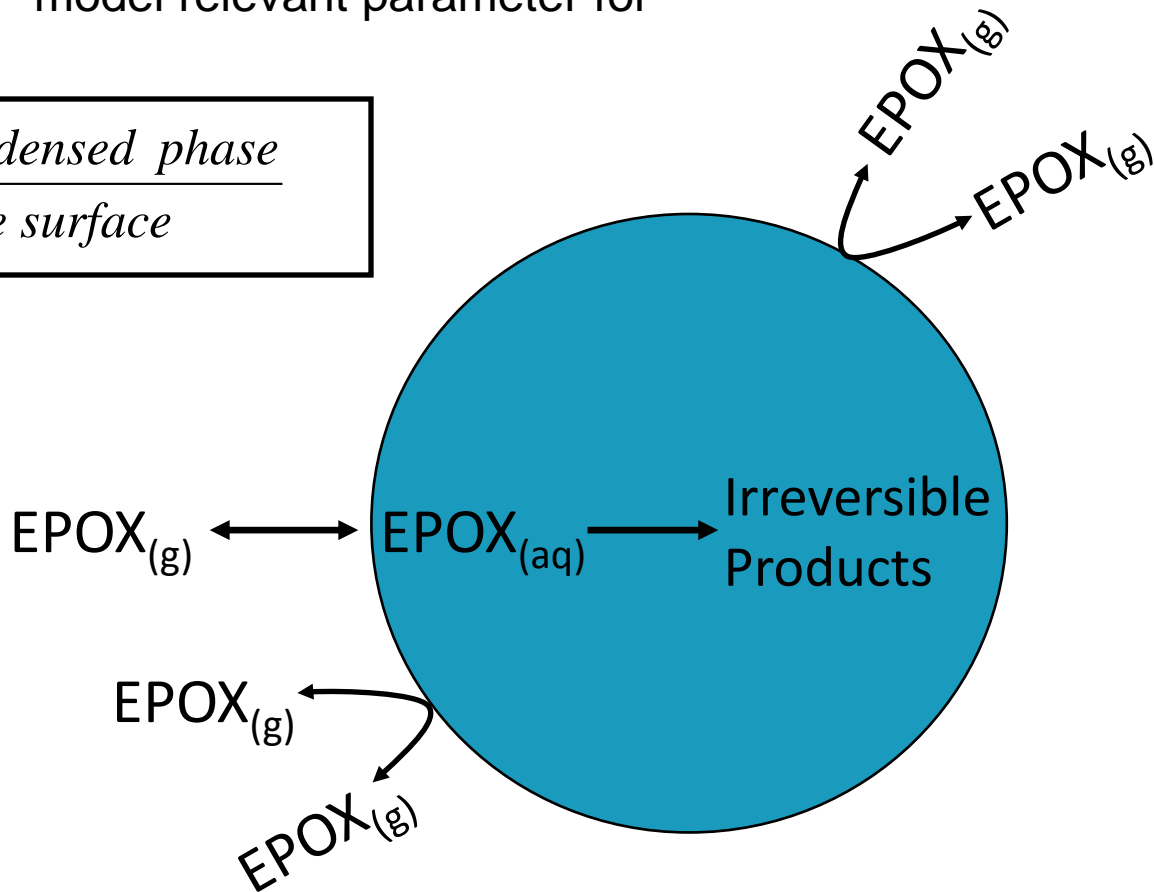 model relevant parameter for
densed phase
e surface
EPOX(g)
EPOX(g)
Irreversible
EPOX(g) EPOX(aq)
Products
EPOX(g)
EPOX(g)